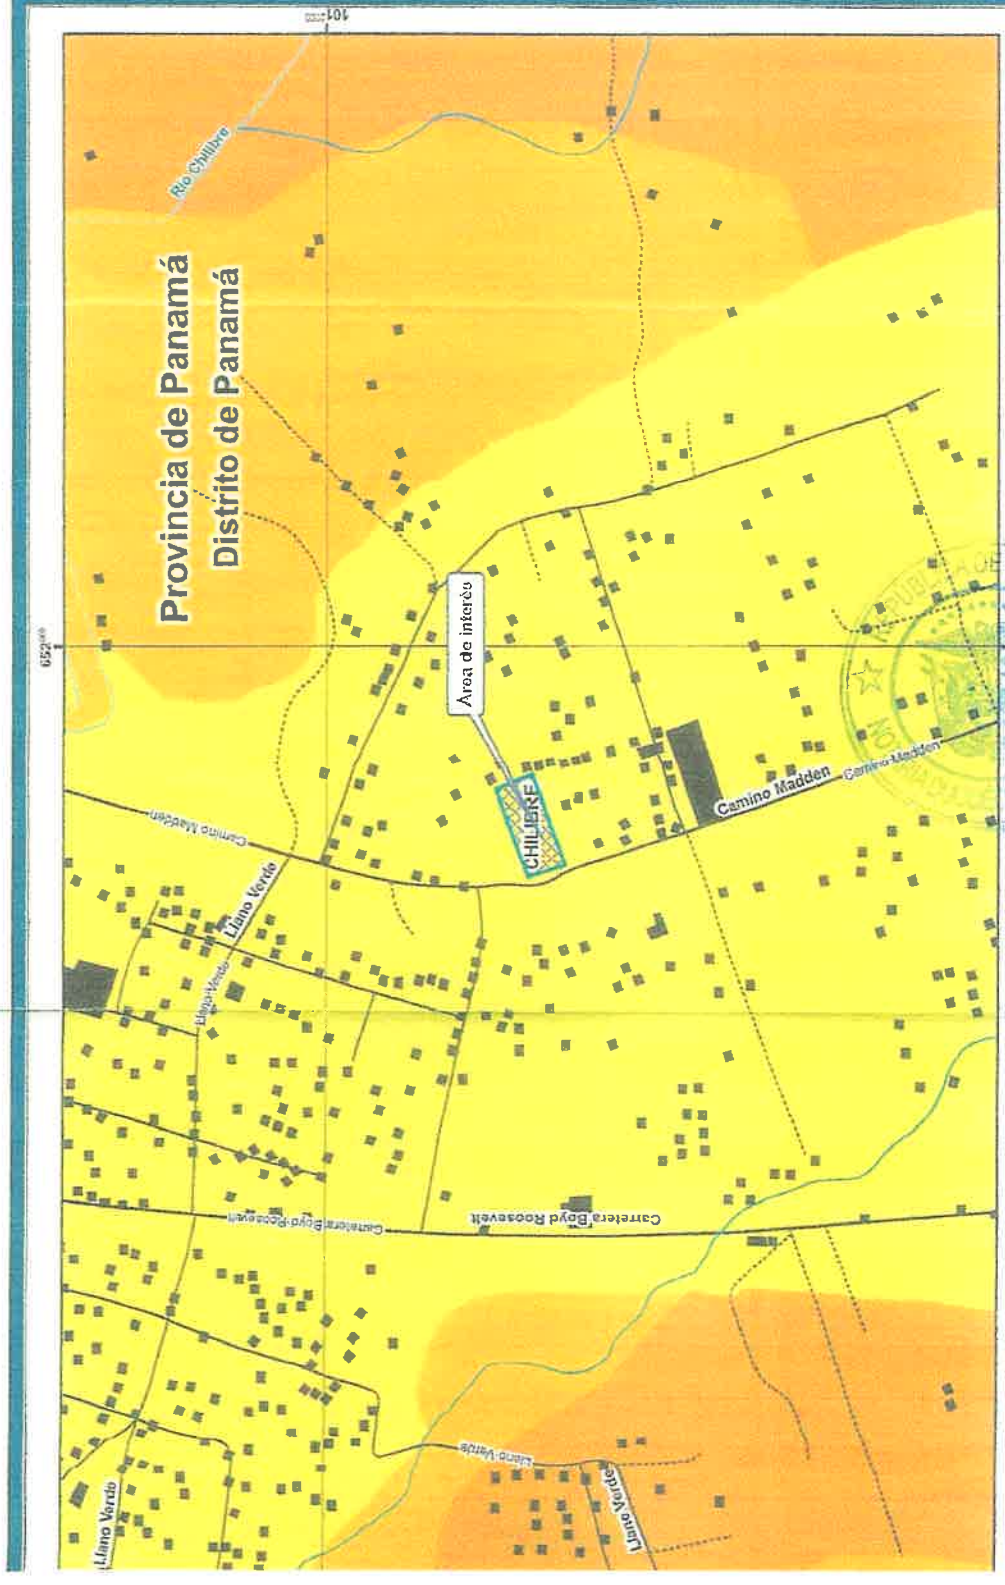 Provincia de Panamá
Distrito de Panamá
Río Chilibre
652000
101
Área de interés
CHILIBRE
Camino Madden
Camino Madden
Camino Madden
Llano Verde
Llano Verde
Carretera Boyd Roosevelt
Carretera Boyd Roosevelt
Llano Verde
Llano Verde
Llano Verde